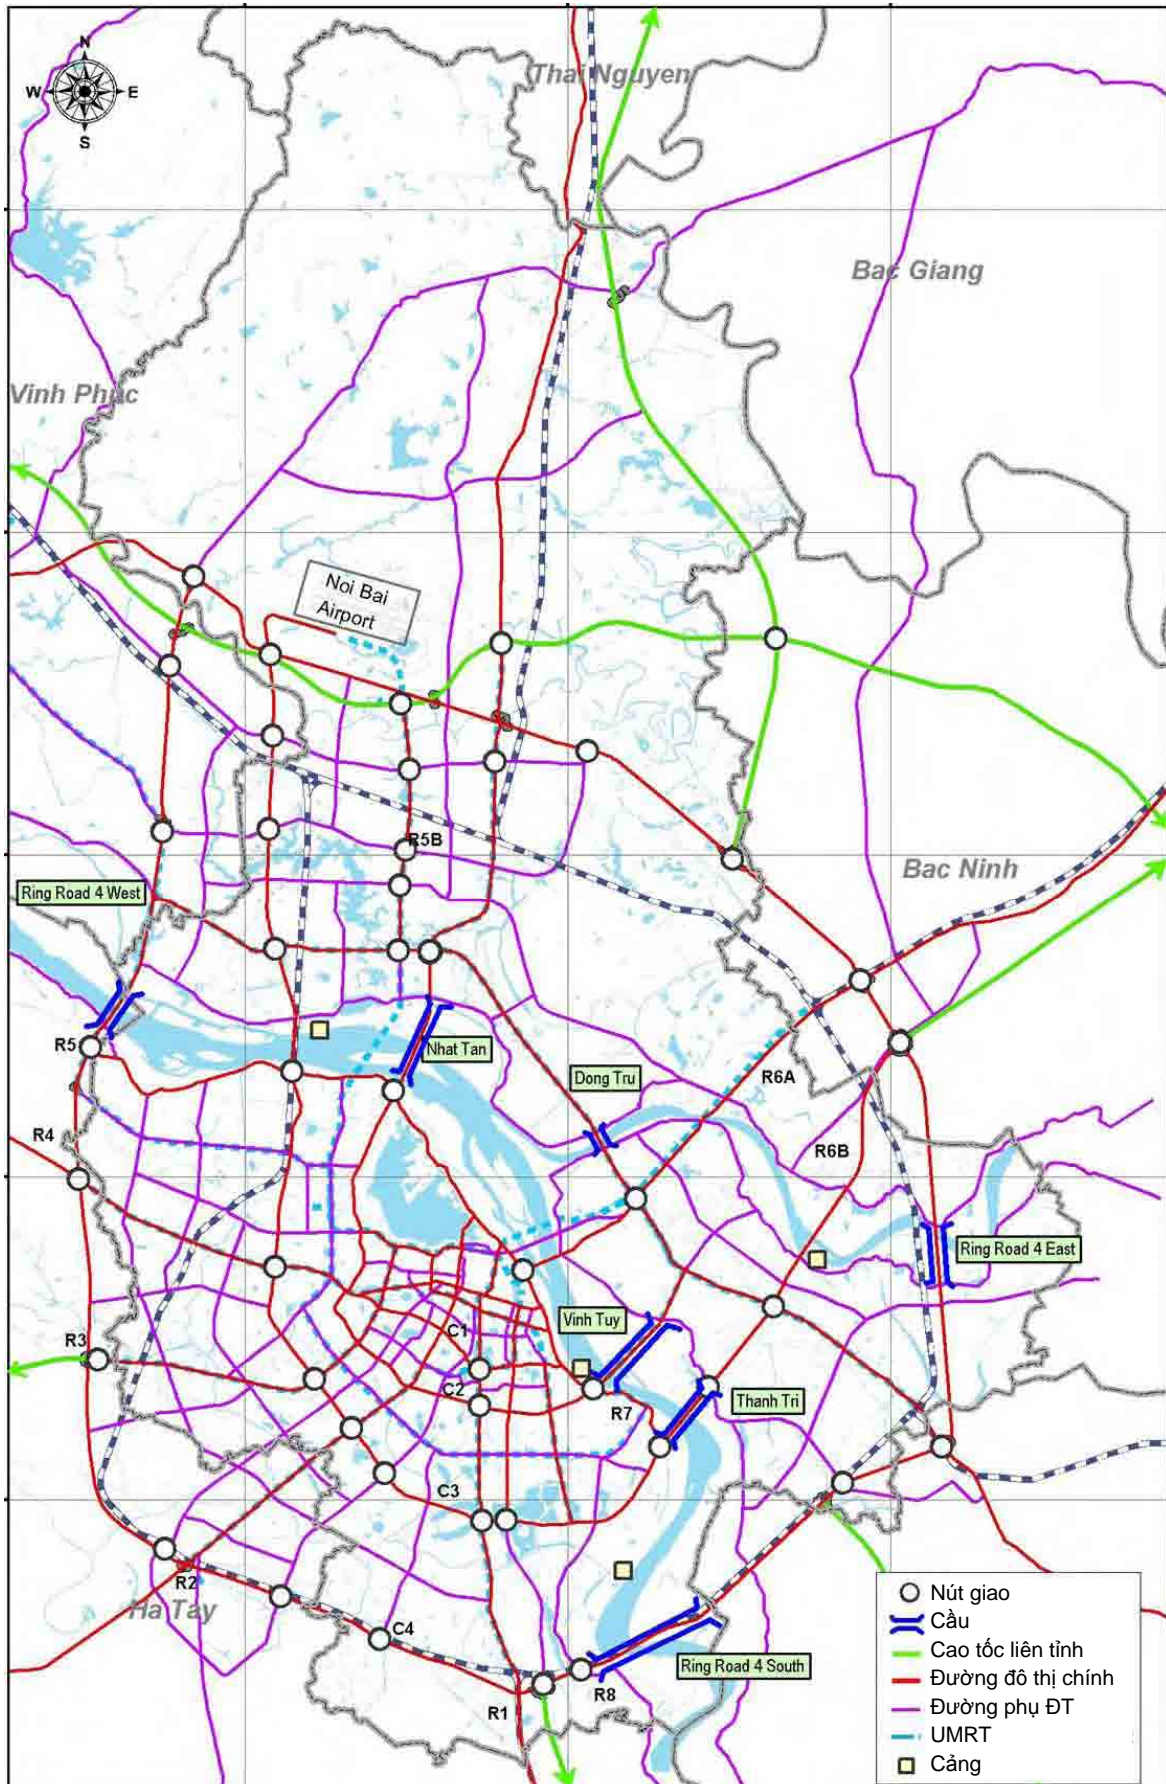 N
W
E
S
Thai Nguyen
Bac Giang
Vinh Phuc
Noi Bai
Airport
R5B
Bac Ninh
Ring Road 4 West
R5
Nhat Tan
Dong Tru
R6A
R4
R6B
Ring Road 4 East
Vinh Tuy
C1
R3
C2
R7
Thanh Tri
C3
R2
Ha Tay
C4
Ring Road 4 South
R8
R1
Nút giao
Cầu
Cao tốc liên tỉnh
Đường đô thị chính
Đường phụ ĐT
UMRT
Cảng